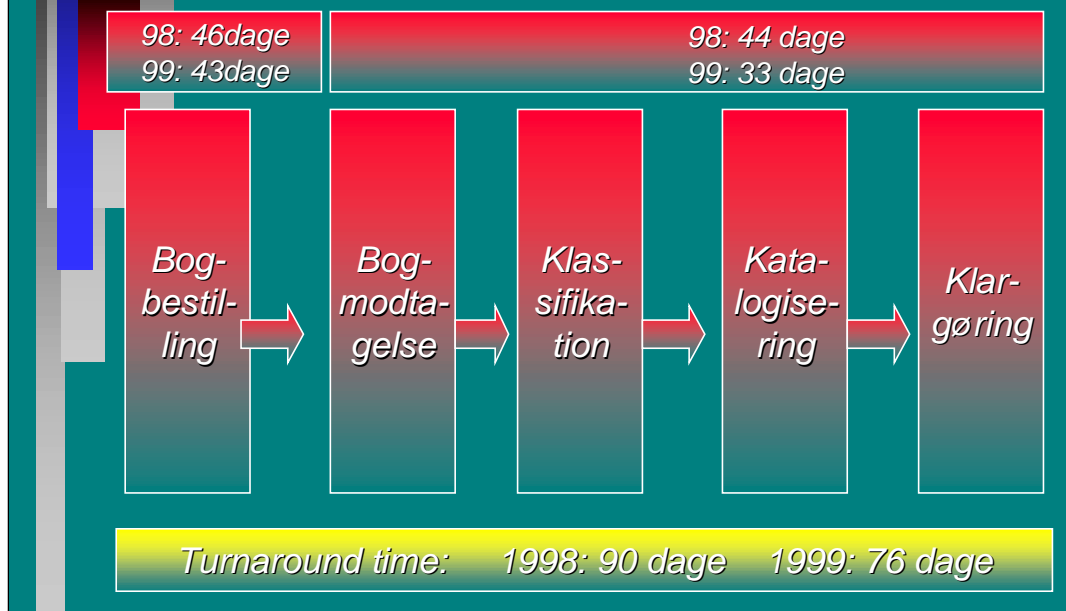 98: 46dage
99: 43dage
98: 44 dage
99: 33 dage
Bog-
bestil-
ling
Bog-
modta-
gelse
Klas-
sifika-
tion
Kata-
logise-
ring
Klar-
gøring
Turnaround time: 1998: 90 dage 1999: 76 dage